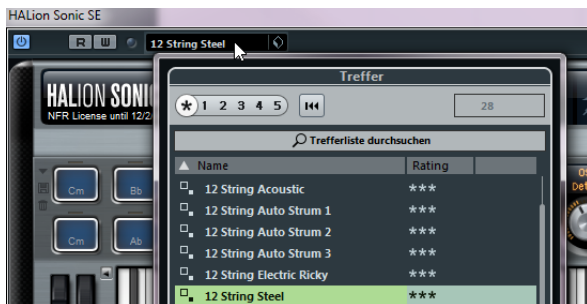 HALion Sonic SE
R W 12 String Steel
Treffer
HALION SONI
NFR License until 12/2
* 1 2 3 4 5
28
Trefferliste durchsuchen
Name Rating
12 String Acoustic ***
12 String Auto Strum 1 ***
12 String Auto Strum 2 ***
12 String Auto Strum 3 ***
12 String Electric Ricky ***
12 String Steel ***
Cm Bb
Cm Ab